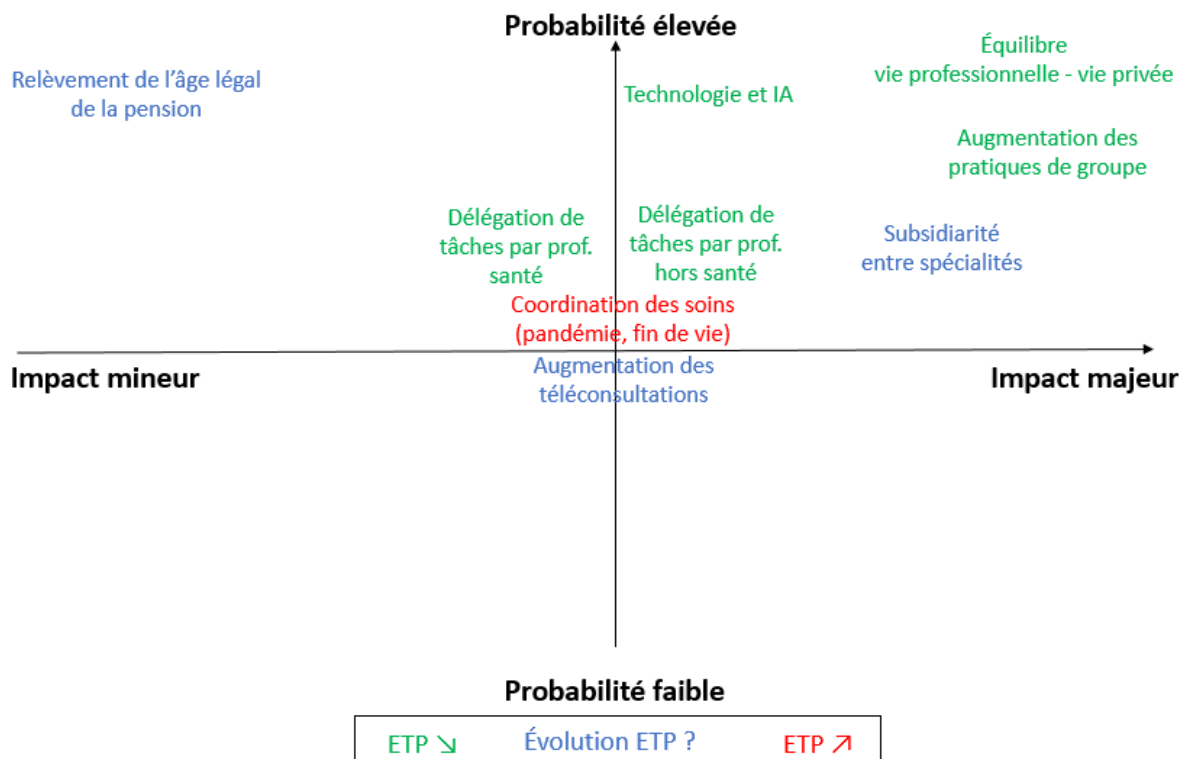 Probabilité élevée
Relèvement de l'âge légal
de la pension
Technologie et IA
Équilibre
vie professionnelle - vie privée
Augmentation des
pratiques de groupe
Délégation de
tâches par prof.
santé
Délégation de
tâches par prof.
hors santé
Subsidiarité
entre spécialités
Coordination des soins
(pandémie, fin de vie)
Impact mineur
Augmentation des
téléconsultations
Impact majeur
Probabilité faible
ETP ↘ Évolution ETP ? ETP ↗